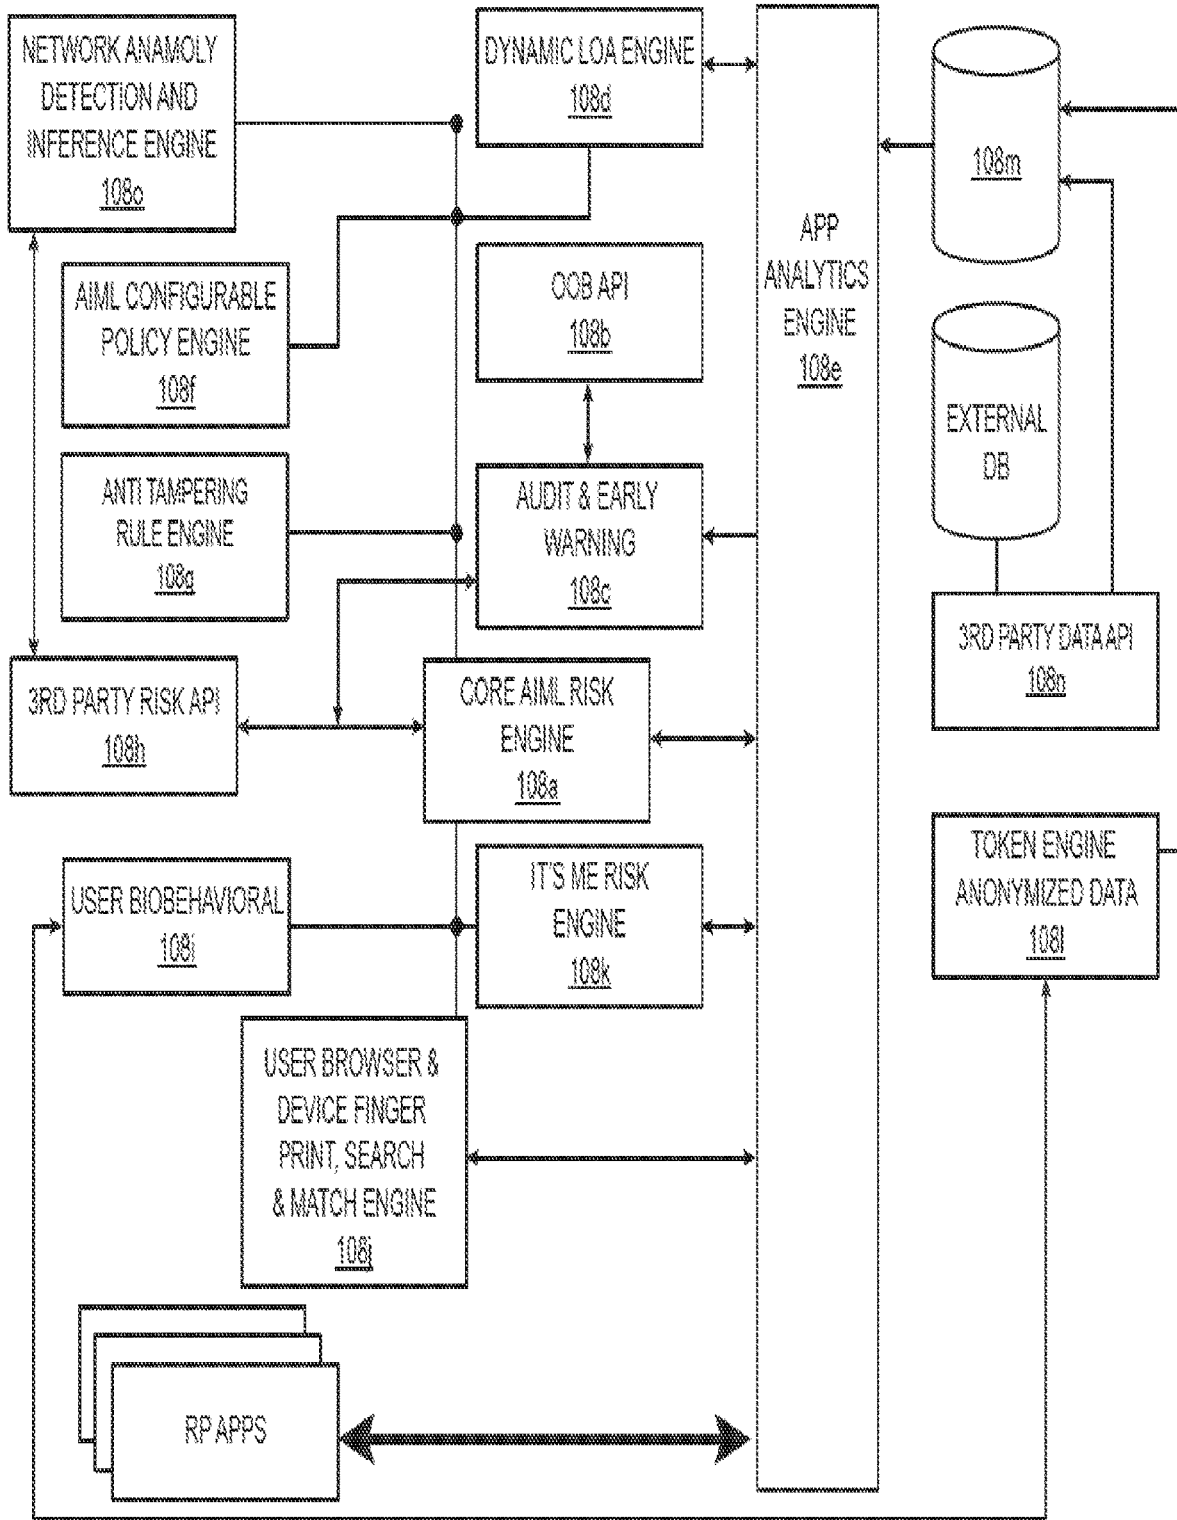 NETWORK ANAMOLY
DETECTION AND
INFERENCE ENGINE
108o
DYNAMIC LOA ENGINE
108d
108m
APP
ANALYTICS
ENGINE
108e
AIML CONFIGURABLE
POLICY ENGINE
108f
OOB API
108b
EXTERNAL
DB
ANTI TAMPERING
RULE ENGINE
108g
AUDIT & EARLY
WARNING
108c
3RD PARTY DATA API
108n
3RD PARTY RISK API
108h
CORE AIML RISK
ENGINE
108a
TOKEN ENGINE
ANONYMIZED DATA
108l
USER BIOBEHAVIORAL
108i
IT'S ME RISK
ENGINE
108k
USER BROWSER &
DEVICE FINGER
PRINT, SEARCH
& MATCH ENGINE
108j
RP APPS